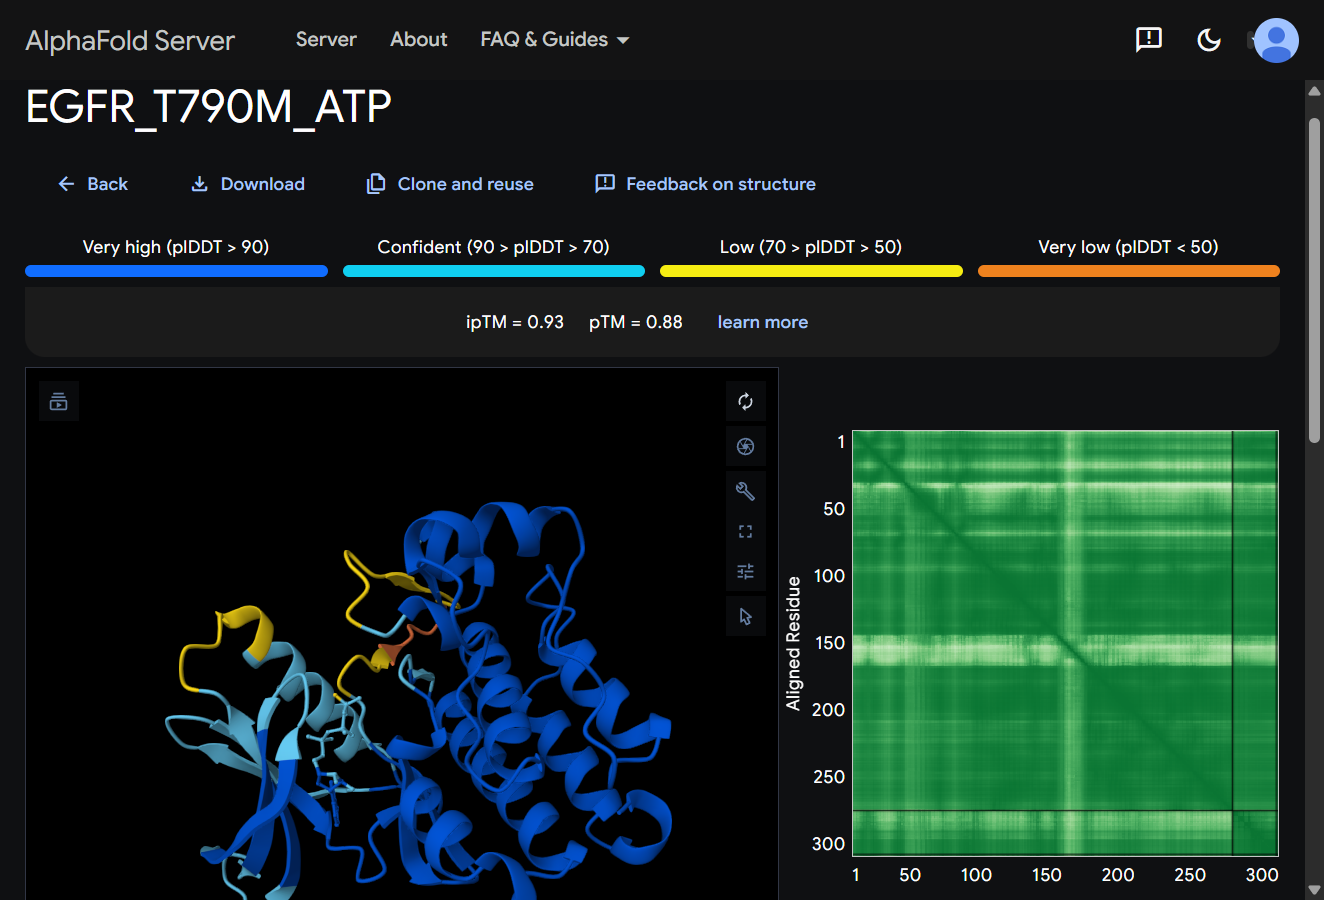 AlphaFold Server Server About FAQ & Guides
EGFR_T790M_ATP
Back Download Clone and reuse Feedback on structure
Very high (plDDT > 90) Confident (90 > plDDT > 70) Low (70 > plDDT > 50) Very low (plDDT < 50)
ipTM = 0.93 pTM = 0.88 learn more
Aligned Residue
1
50
100
150
200
250
300
1 50 100 150 200 250 300